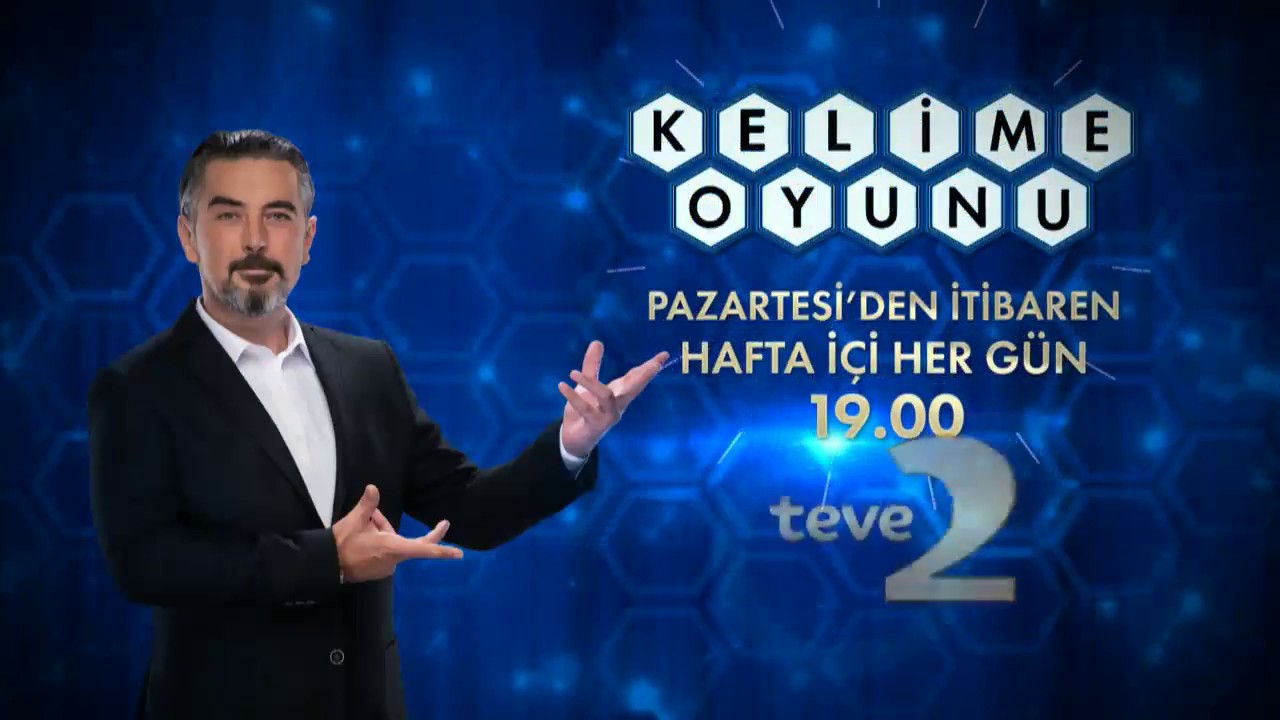 KELİME
OYUNU
PAZARTESİ'DEN İTİBAREN
HAFTA İÇİ HER GÜN
19.00
teve2